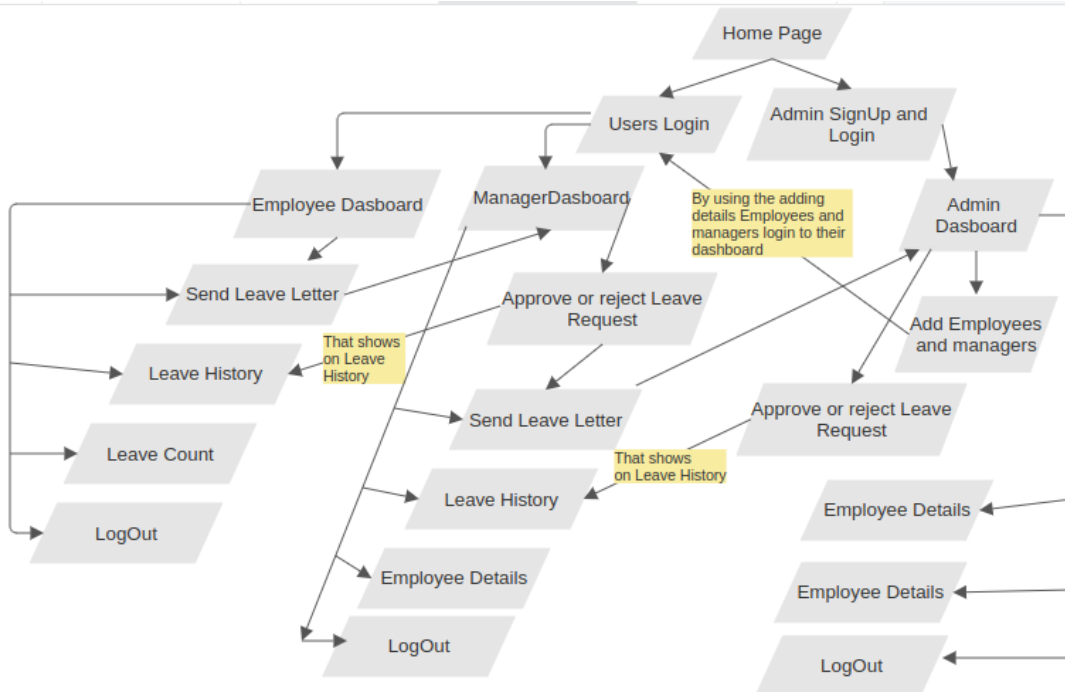 Home Page
Users Login
Admin SignUp and
Login
Employee Dasboard
ManagerDasboard
By using the adding
details Employees and
managers login to their
dashboard
Admin
Dasboard
Send Leave Letter
Approve or reject Leave
Request
Add Employees
and managers
That shows
on Leave
History
Leave History
Send Leave Letter
Approve or reject Leave
Request
Leave Count
That shows
on Leave History
Leave History
Employee Details
LogOut
Employee Details
Employee Details
LogOut
LogOut